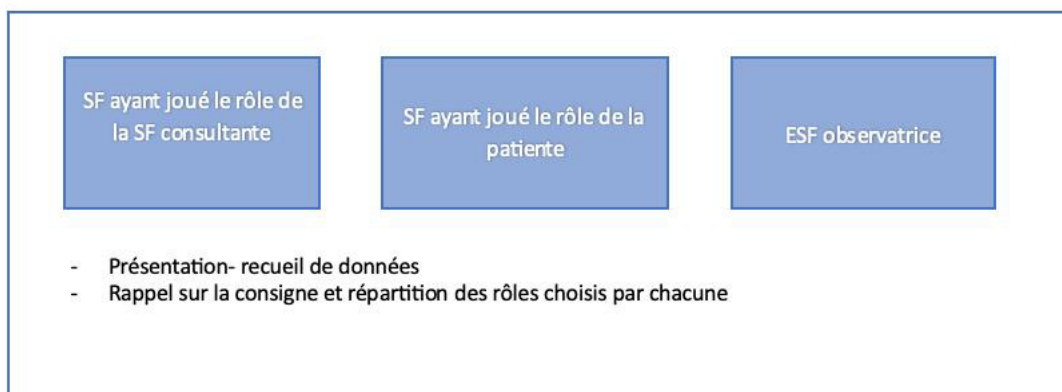 SF ayant joué le rôle de
la SF consultante
SF ayant joué le rôle de la
patiente
ESF observatrice
- Présentation- recueil de données
- Rappel sur la consigne et répartition des rôles choisis par chacune